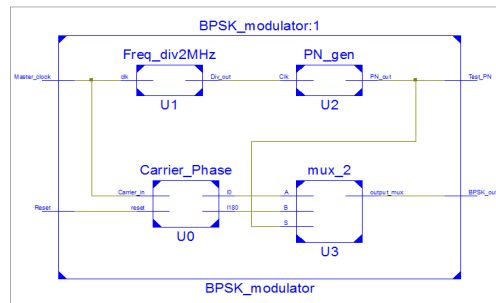 BPSK_modulator:1
Freq_div2MHz PN_gen
Master_clock clk Div_out Clk PN_out Test_PN
U1 U2
Carrier_Phase mux_2
Carrier_in I0 A output_mux BPSK_out
Reset reset I180 B
S
U0 U3
BPSK_modulator